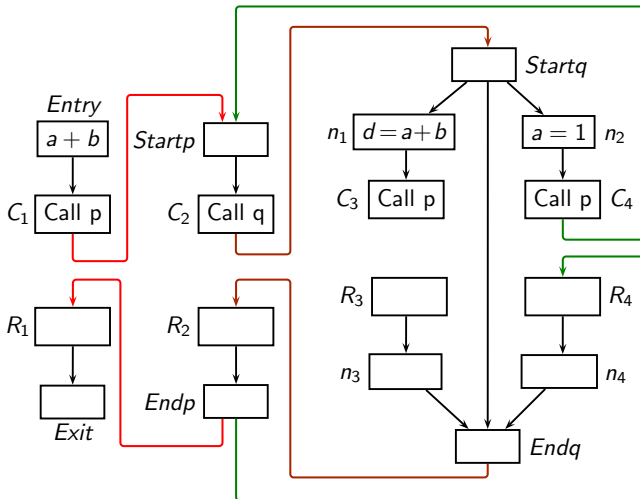 Startq
Entry
a + b
Startp
n1
d = a + b
a = 1
n2
C1
Call p
C2
Call q
C3
Call p
Call p
C4
R1
R2
R3
R4
n3
n4
Endp
Exit
Endq